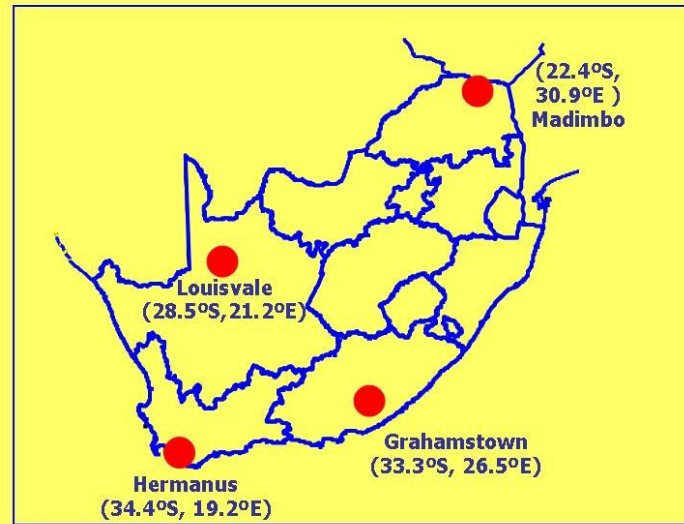 (22.4ºS,
30.9ºE )
Madimbo
Louisvale
(28.5ºS,21.2ºE)
Grahamstown
(33.3ºS, 26.5ºE)
Hermanus
(34.4ºS, 19.2ºE)